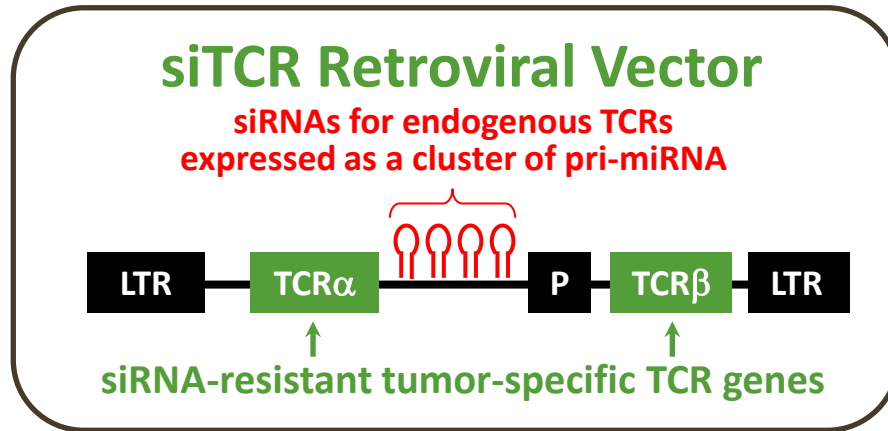 siTCR Retroviral Vector
siRNAs for endogenous TCRs
expressed as a cluster of pri-miRNA
LTR TCRα P TCRβ LTR
siRNA-resistant tumor-specific TCR genes